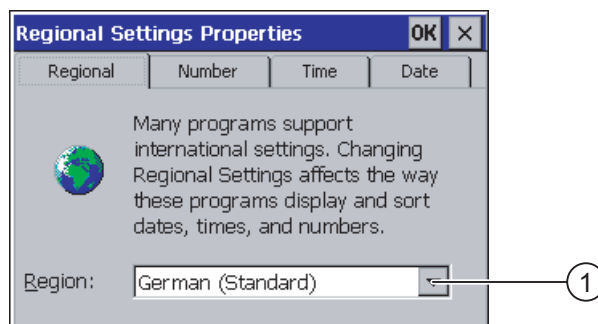 Regional Settings Properties OK ×
Regional Number Time Date
Many programs support
international settings. Changing
Regional Settings affects the way
these programs display and sort
dates, times, and numbers.
Region: German (Standard) 1